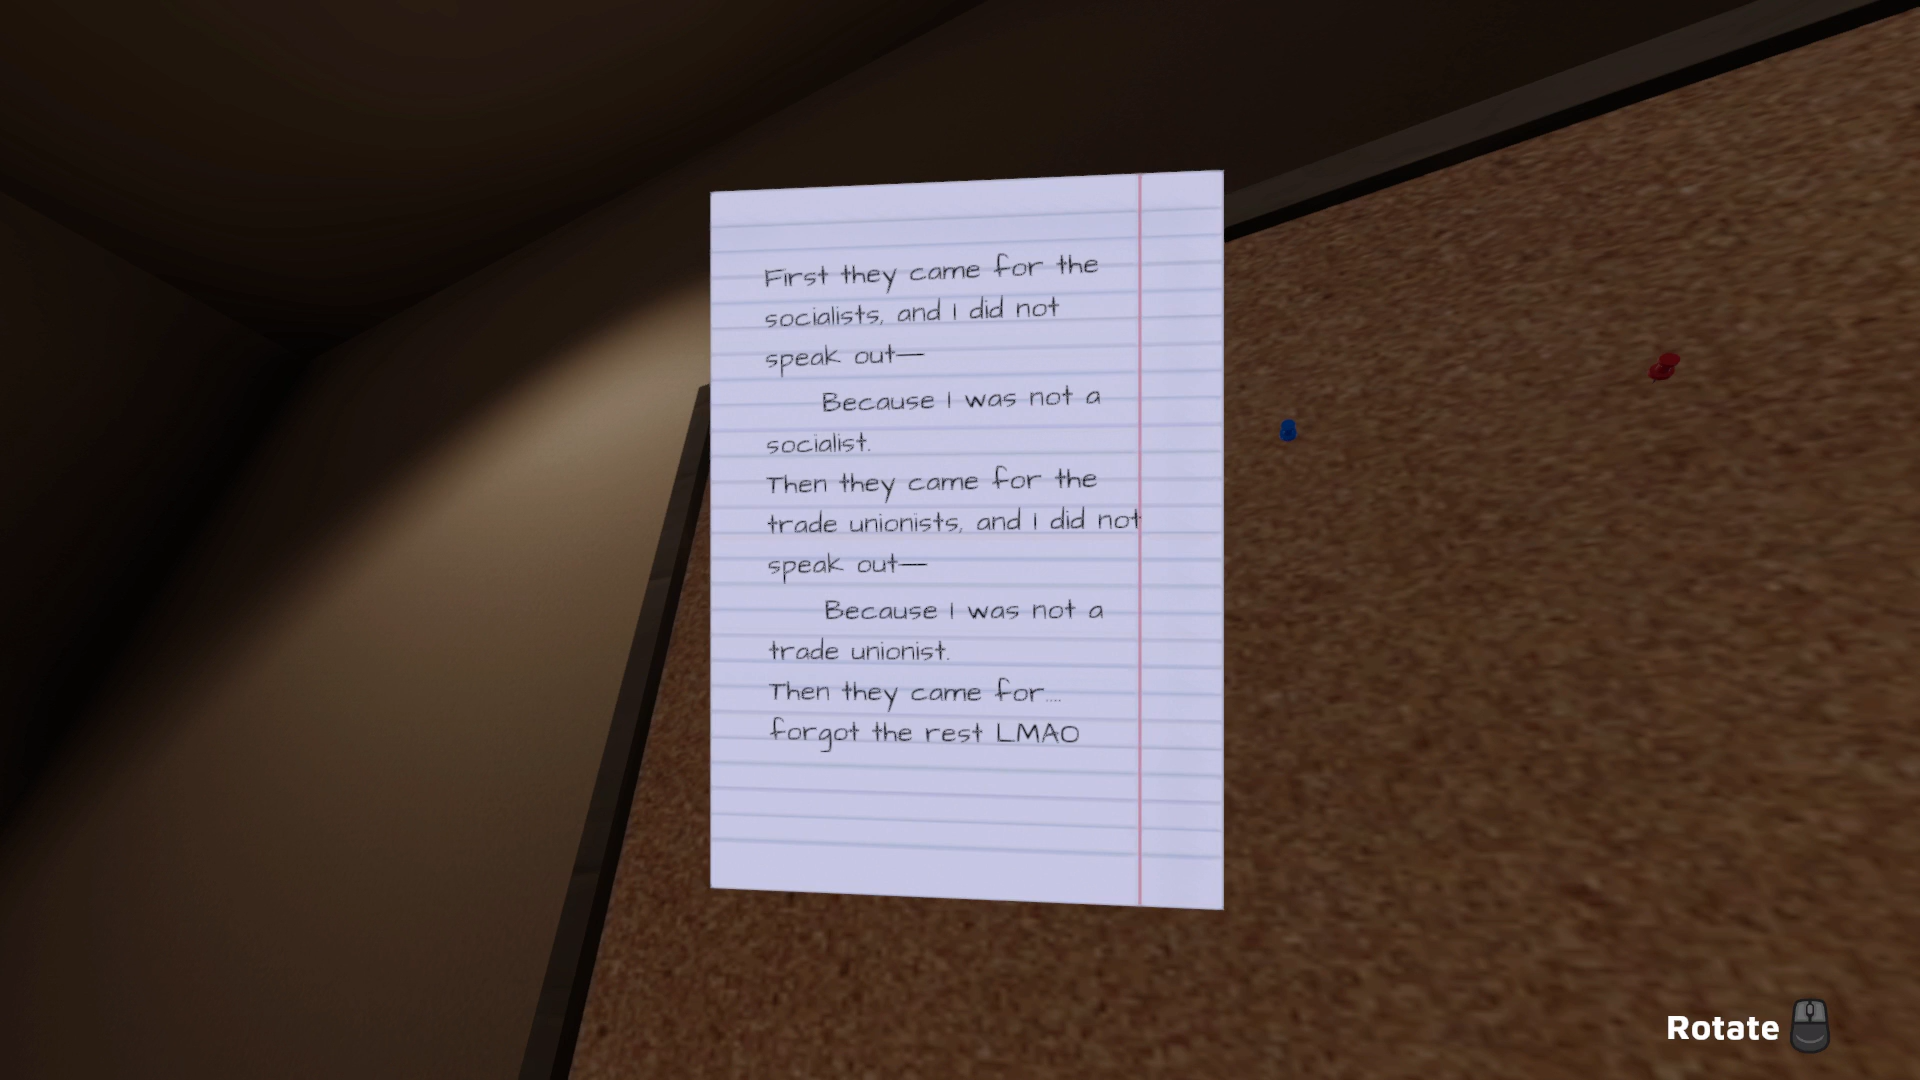 First they came for the
socialists, and I did not
speak out—
Because I was not a
socialist.
Then they came for the
trade unionists, and I did not
speak out—
Because I was not a
trade unionist.
Then they came for....
forgot the rest LMAO
Rotate